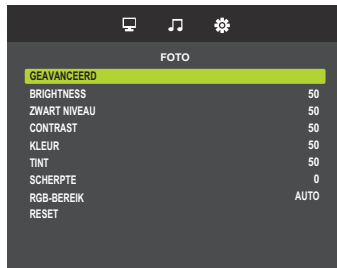 FOTO
GEAVANCEERD
BRIGHTNESS 50
ZWART NIVEAU 50
CONTRAST 50
KLEUR 50
TINT 50
SCHERPTE 0
RGB-BEREIK AUTO
RESET